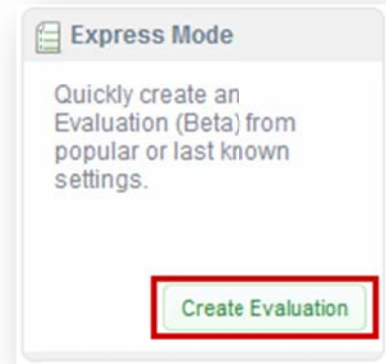 Express Mode
Quickly create an
Evaluation (Beta) from
popular or last known
settings.
Create Evaluation